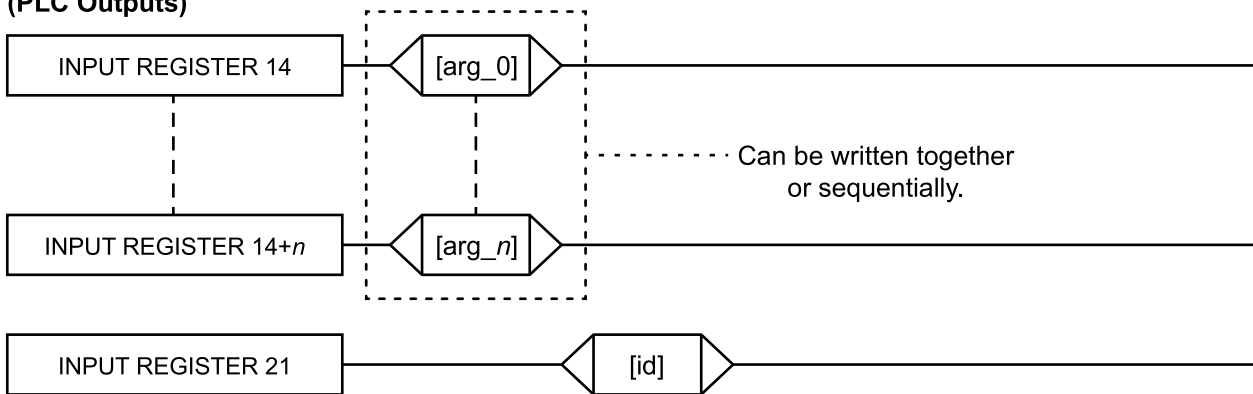 (PLC Outputs)
INPUT REGISTER 14
[arg_0]
Can be written together
or sequentially.
INPUT REGISTER 14+n
[arg_n]
INPUT REGISTER 21
[id]